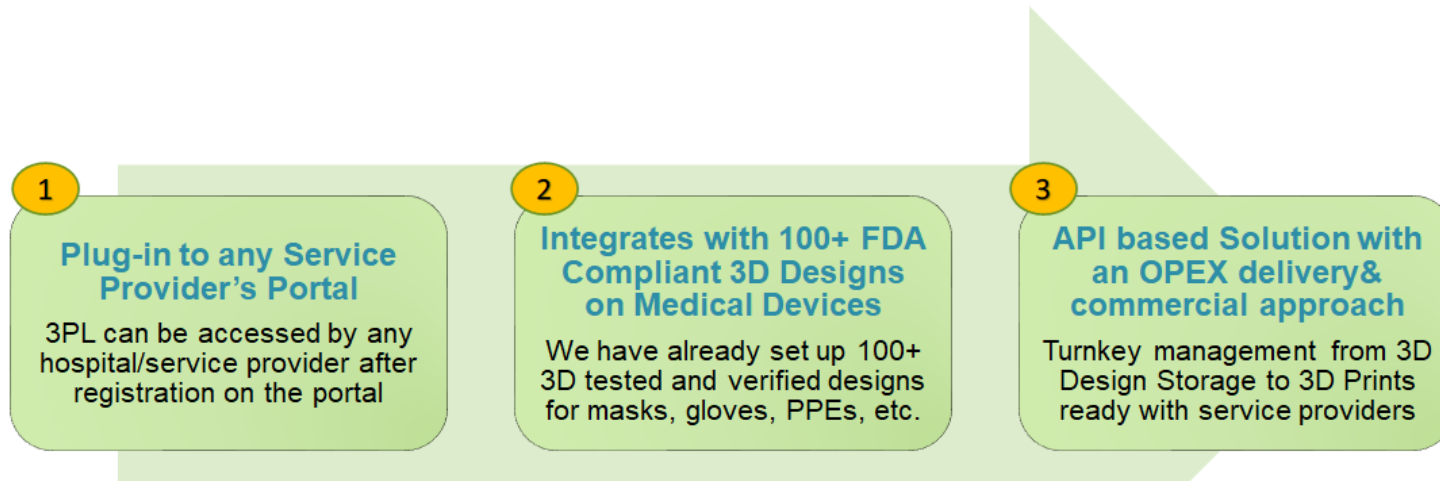 1
Plug-in to any Service
Provider’s Portal
3PL can be accessed by any
hospital/service provider after
registration on the portal
2
Integrates with 100+ FDA
Compliant 3D Designs
on Medical Devices
We have already set up 100+
3D tested and verified designs
for masks, gloves, PPEs, etc.
3
API based Solution with
an OPEX delivery&
commercial approach
Turnkey management from 3D
Design Storage to 3D Prints
ready with service providers